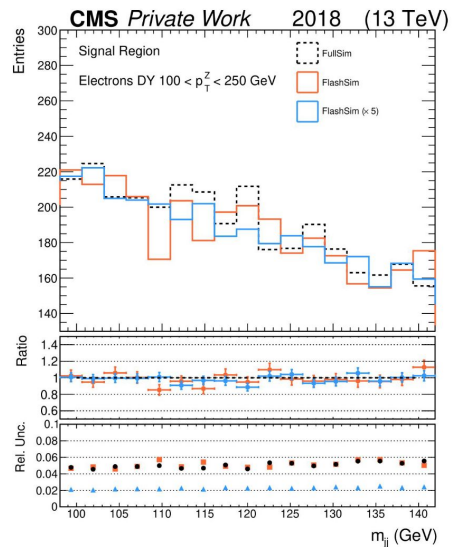 CMS Private Work 2018 (13 TeV)
Entries
300
280
260
240
220
200
180
160
140
Signal Region
Electrons DY 100 < p_T^Z < 250 GeV
FullSim
FlashSim
FlashSim (× 5)
Ratio
1.4
1.2
1.0
0.8
0.6
Rel. Unc.
0.1
0.08
0.06
0.04
0.02
0
100 105 110 115 120 125 130 135 140
m_jj (GeV)